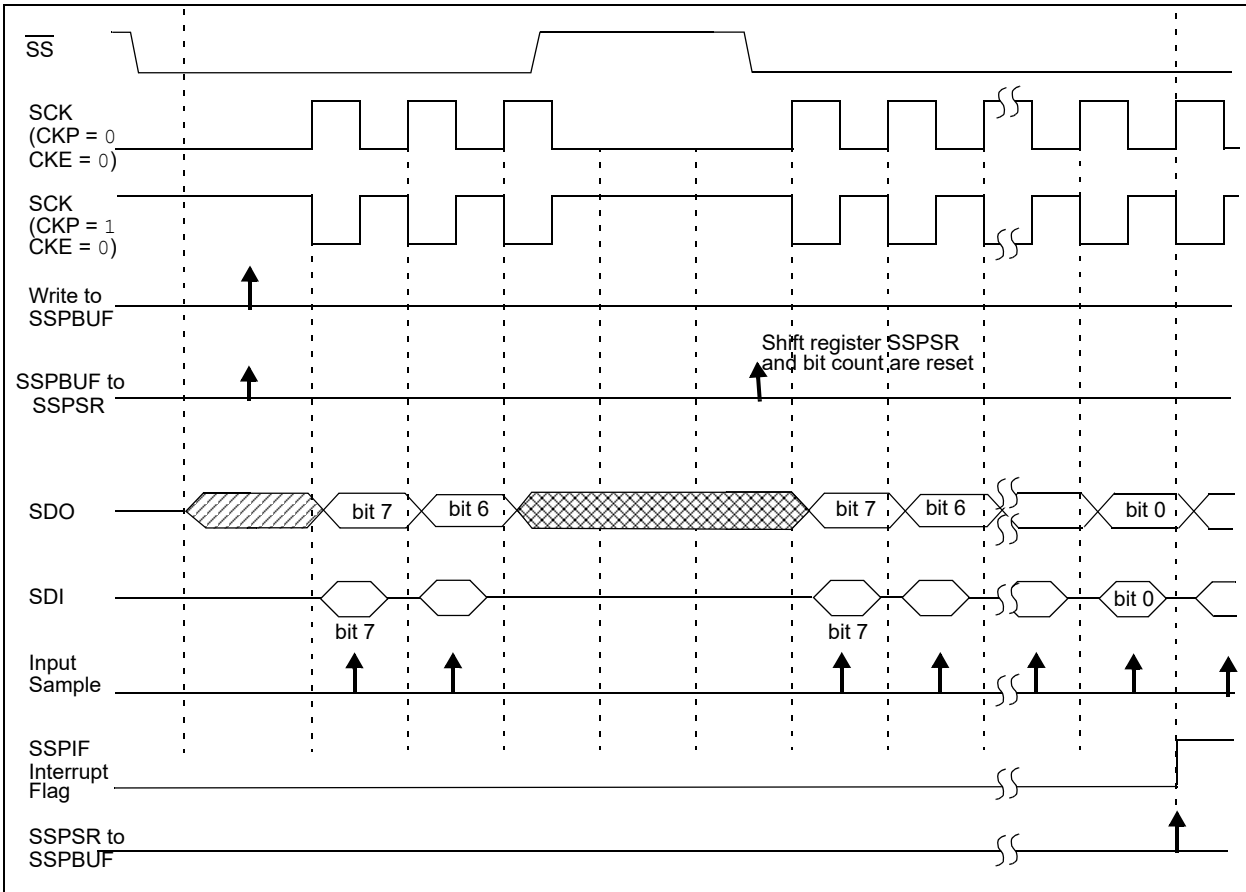 SS
SCK
(CKP = 0
CKE = 0)
SCK
(CKP = 1
CKE = 0)
Write to
SSPBUF
Shift register SSPSR
and bit count are reset
SSPBUF to
SSPSR
SDO
bit 7
bit 6
bit 7
bit 6
bit 0
SDI
bit 0
bit 7
bit 7
Input
Sample
SSPIF
Interrupt
Flag
SSPSR to
SSPBUF